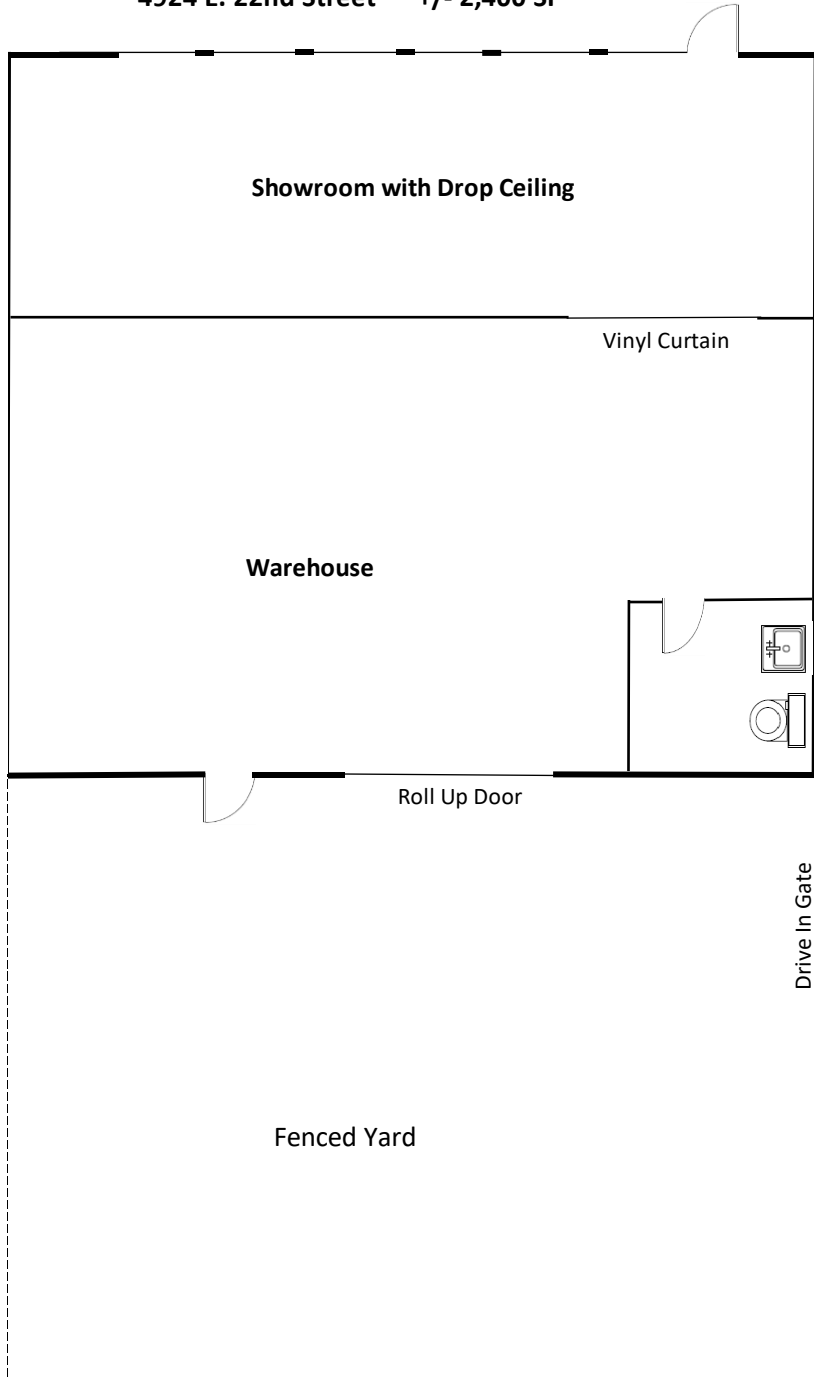 4924 E. 22nd Street +/- 2,400 SF
Showroom with Drop Ceiling
Vinyl Curtain
Warehouse
Roll Up Door
Drive In Gate
Fenced Yard